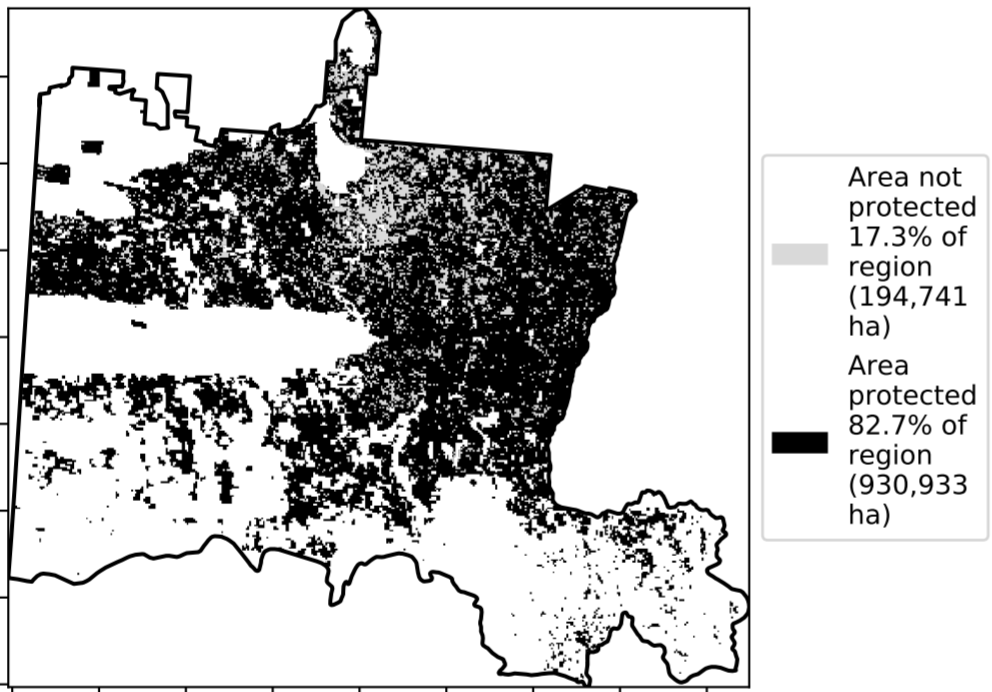 Area not
protected
17.3% of
region
(194,741
ha)
Area
protected
82.7% of
region
(930,933
ha)